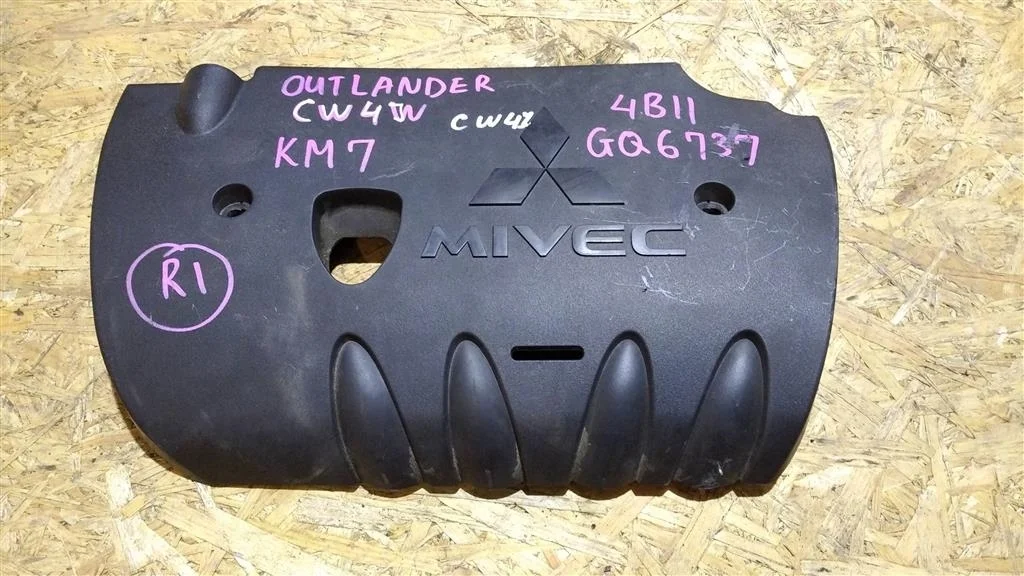 OUTLANDER
CW4W CW4
KM7
4B11
GQ6737
MIVEC
R1